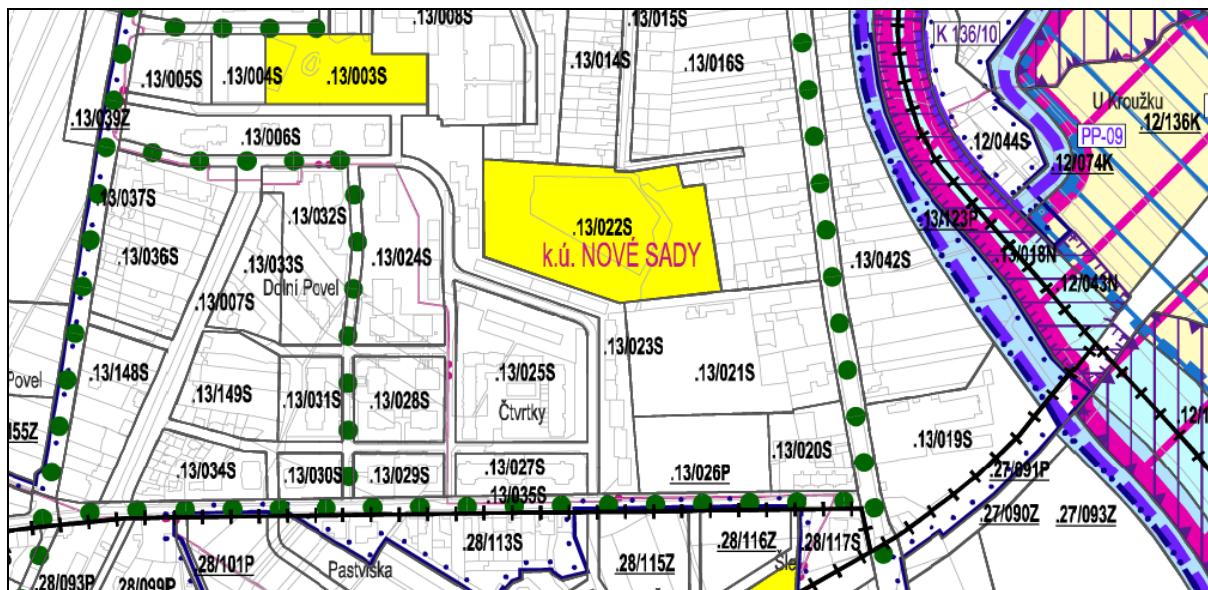 .13/008S
.13/015S
K 136/10
.13/005S
.13/004S
.13/003S
.13/014S
.13/016S
U Kroužku
.12/136K
.13/039Z
.13/006S
.12/044S
PP-09
.12/074K
.13/037S
.13/032S
.13/022S
.13/123P
k.ú. NOVÉ SADY
.13/036S
.13/033S
.13/024S
.13/042S
.13/018N
Dolní Povel
.12/043N
.13/007S
.13/023S
.13/148S
.13/025S
.13/021S
Povel
.13/149S
.13/031S
.13/028S
Čtvrtky
155Z
.13/019S
.13/020S
.13/034S
.13/030S
.13/029S
.13/027S
.13/026P
.27/091P
.13/035S
.27/090Z
.27/093Z
.28/113S
.28/116Z
.28/117S
.28/101P
.28/115Z
Pastviska
.28/093P
.28/099P